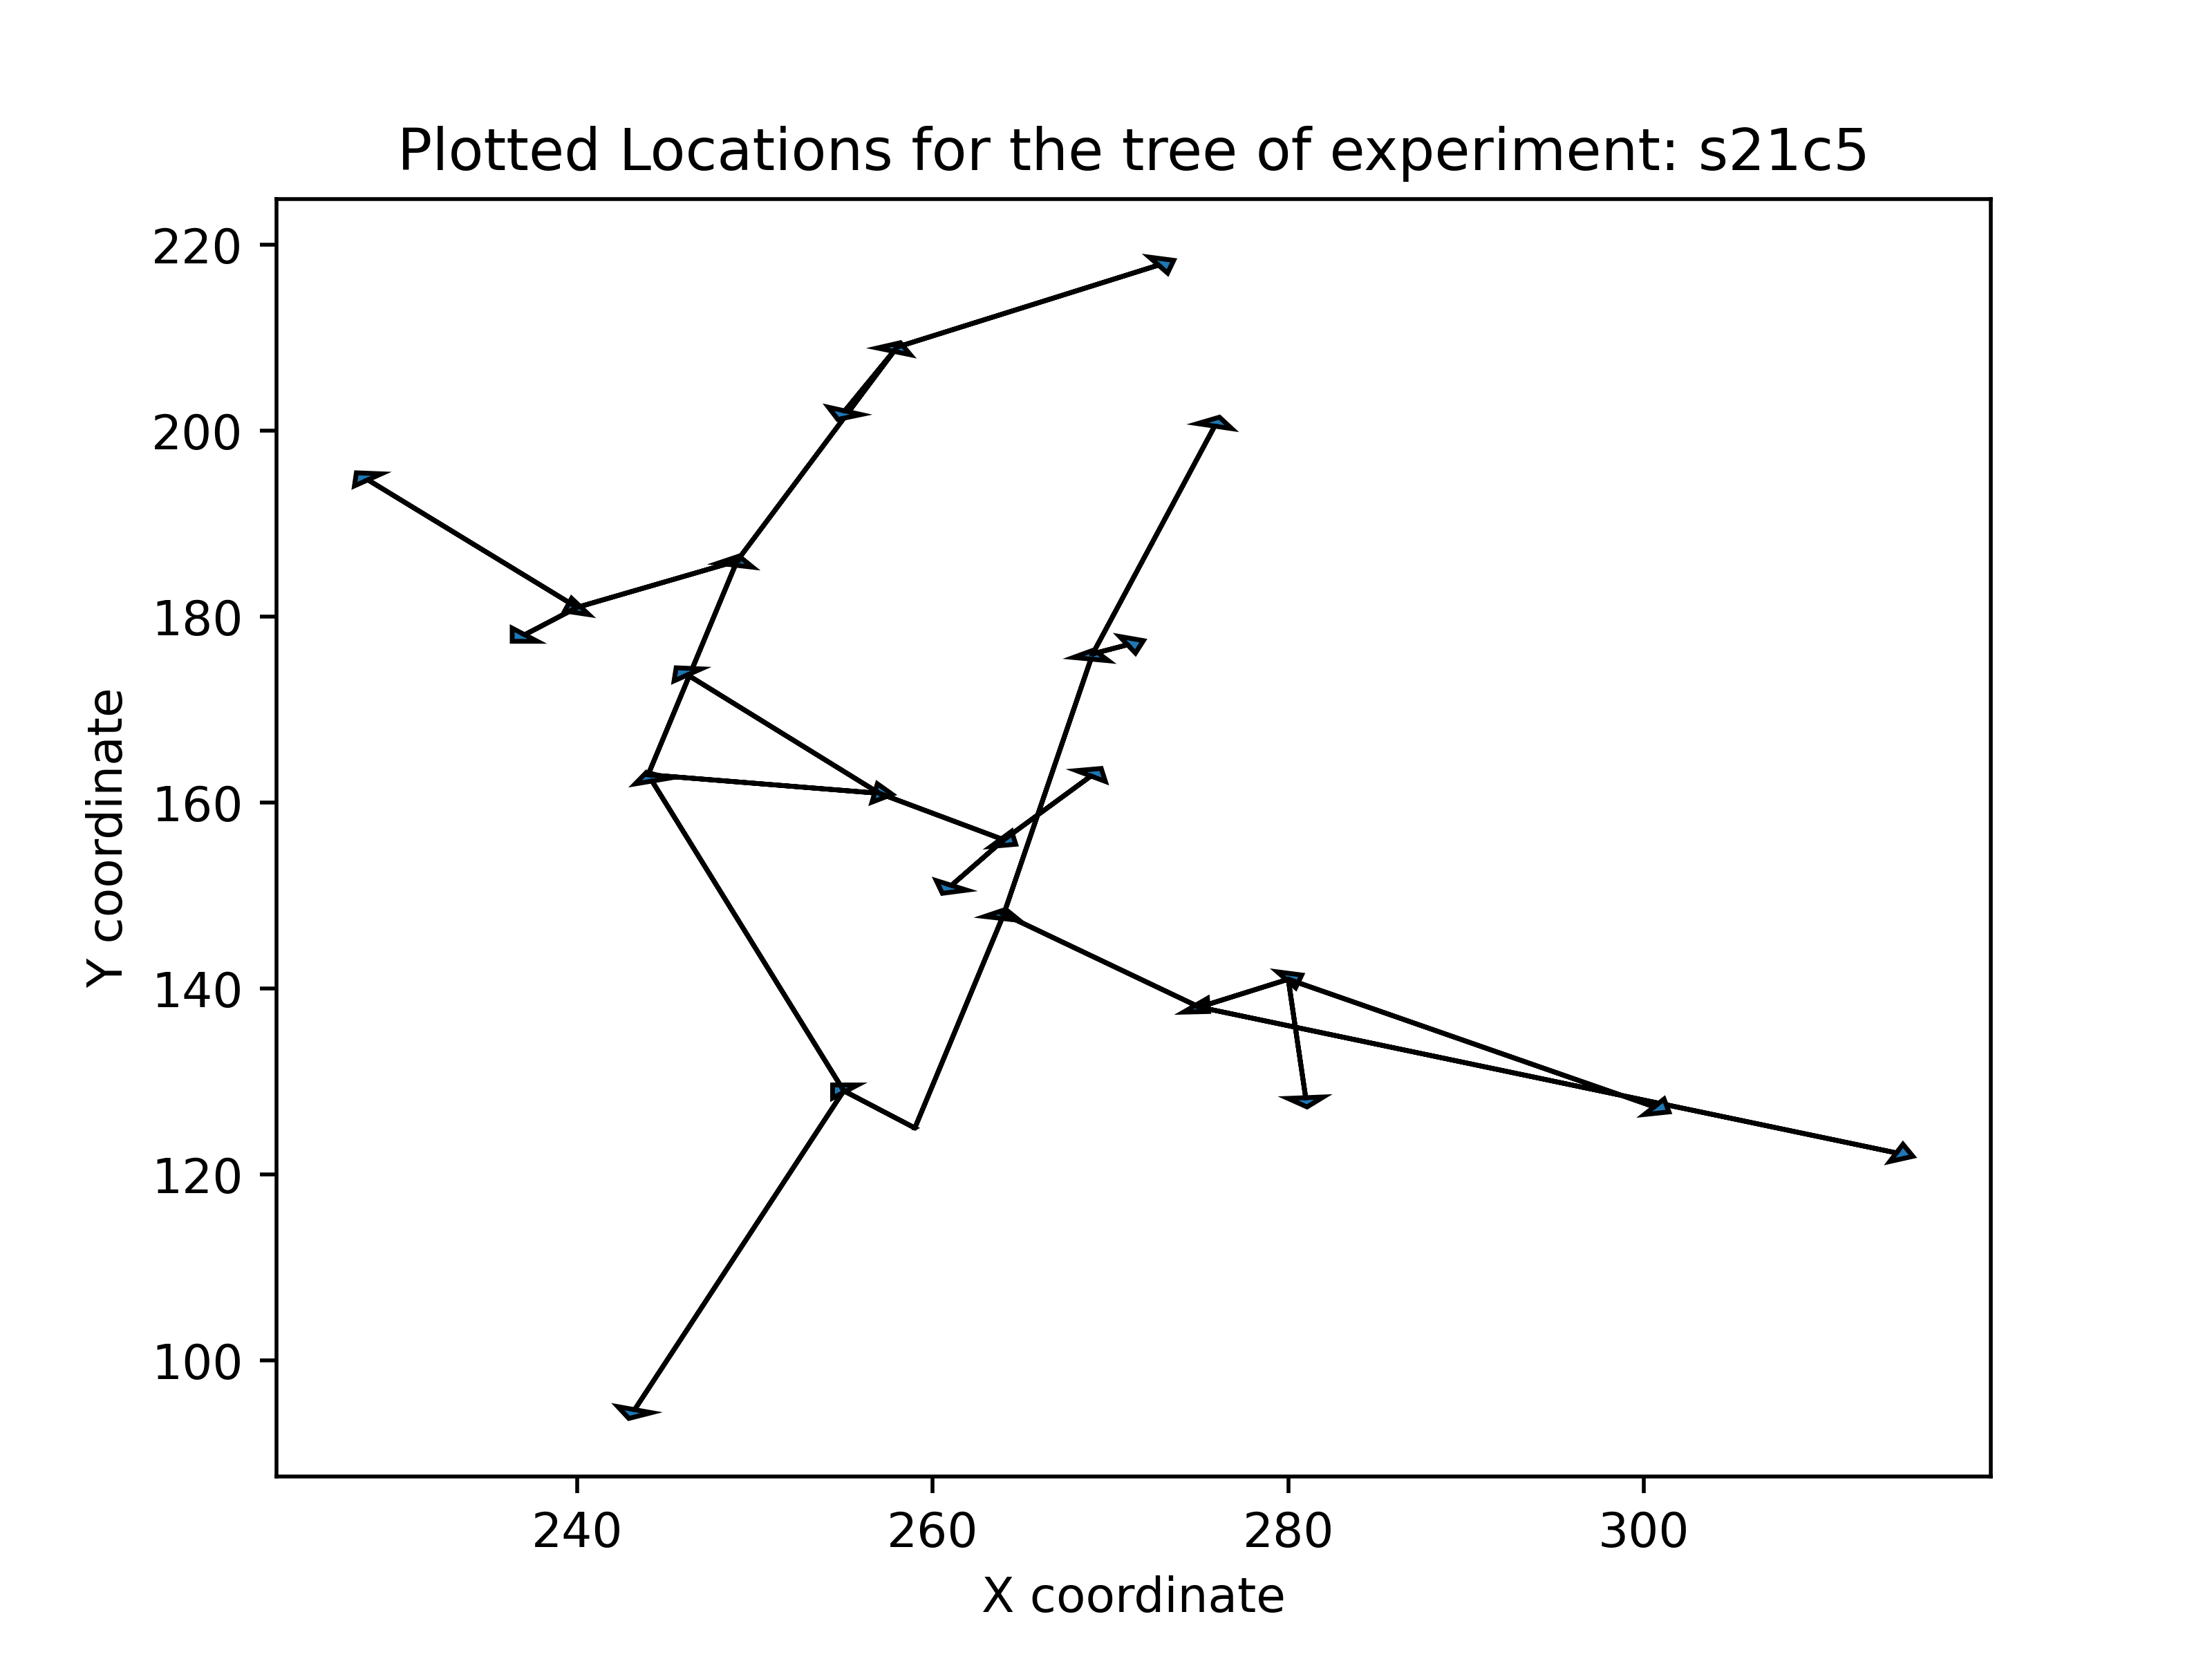 Plotted Locations for the tree of experiment: s21c5
220
200
180
160
140
120
100
Y coordinate
240 260 280 300
X coordinate